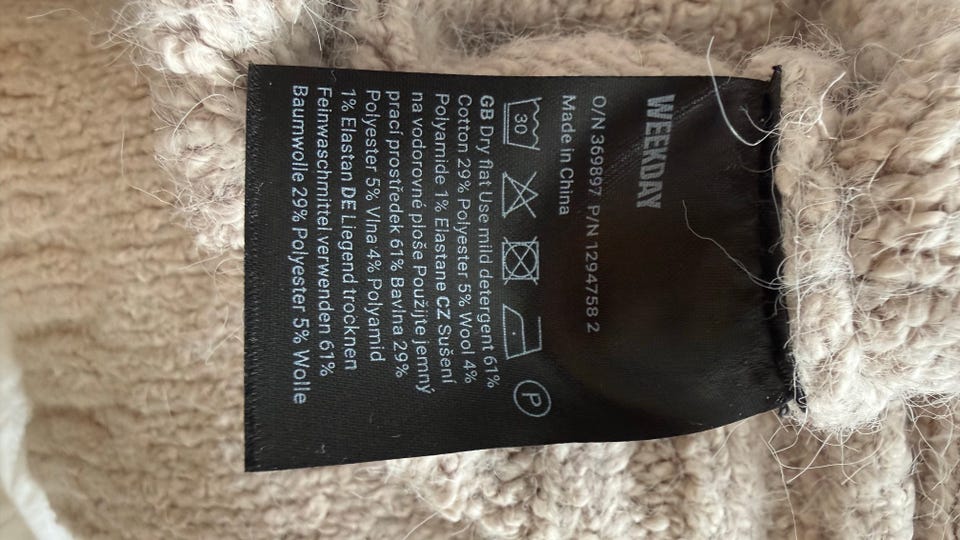 WEEKDAY
O/N 369897 P/N 1294758 2
Made in China
30
P
GB Dry flat Use mild detergent 61%
Cotton 29% Polyester 5% Wool 4%
Polyamide 1% Elastane CZ Sušení
na vodorovné ploše Použijte jemný
prací prostředek 61% Bavlna 29%
Polyester 5% Vlna 4% Polyamid
1% Elastan DE Liegend trocknen
Feinwaschmittel verwenden 61%
Baumwolle 29% Polyester 5% Wolle